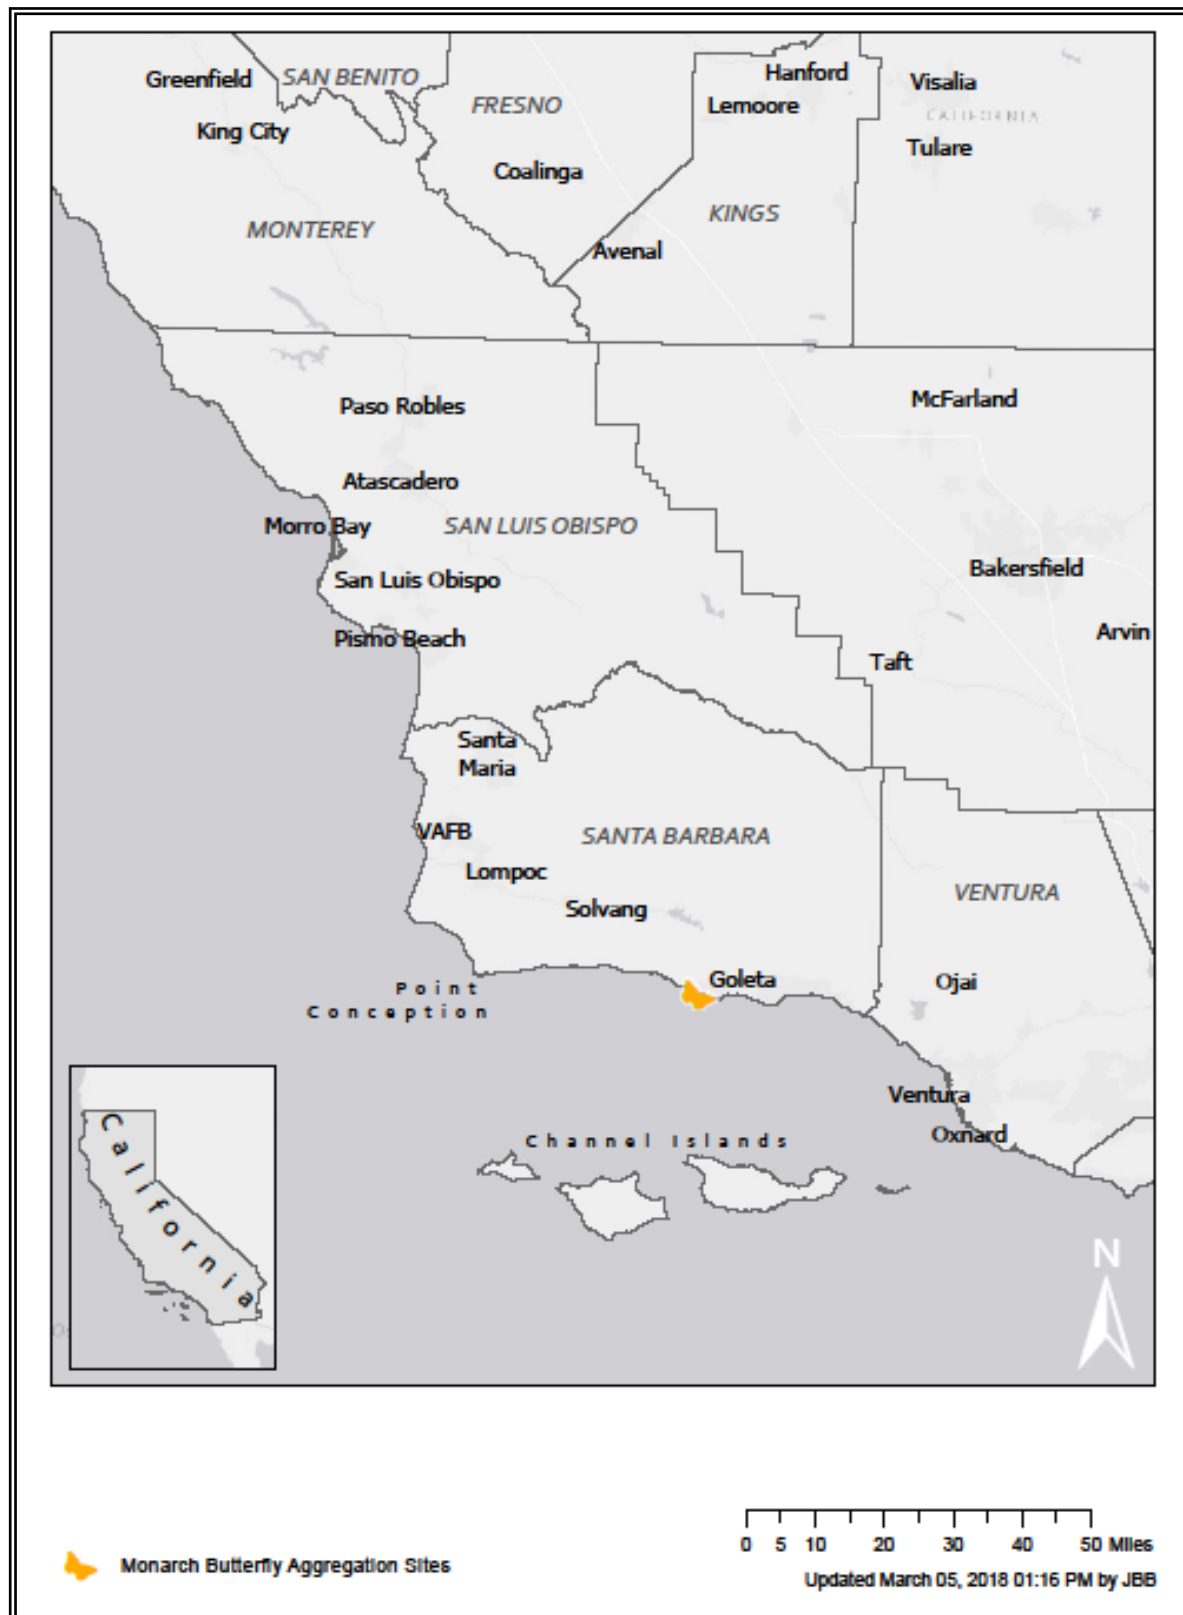 Greenfield
SAN BENITO
Hanford
Visalia
FRESNO
Lemoore
CALIFORNIA
King City
Tulare
Coalinga
MONTEREY
KINGS
Avenal
Paso Robles
McFarland
Atascadero
Morro Bay
SAN LUIS OBISPO
Bakersfield
San Luis Obispo
Arvin
Pismo Beach
Taft
Santa
Maria
VAFB
SANTA BARBARA
Lompoc
VENTURA
Solvang
Goleta
Ojai
Point
Conception
Ventura
Oxnard
Channel Islands
California
N
0 5 10 20 30 40 50 Miles
Monarch Butterfly Aggregation Sites
Updated March 05, 2018 01:16 PM by JBB